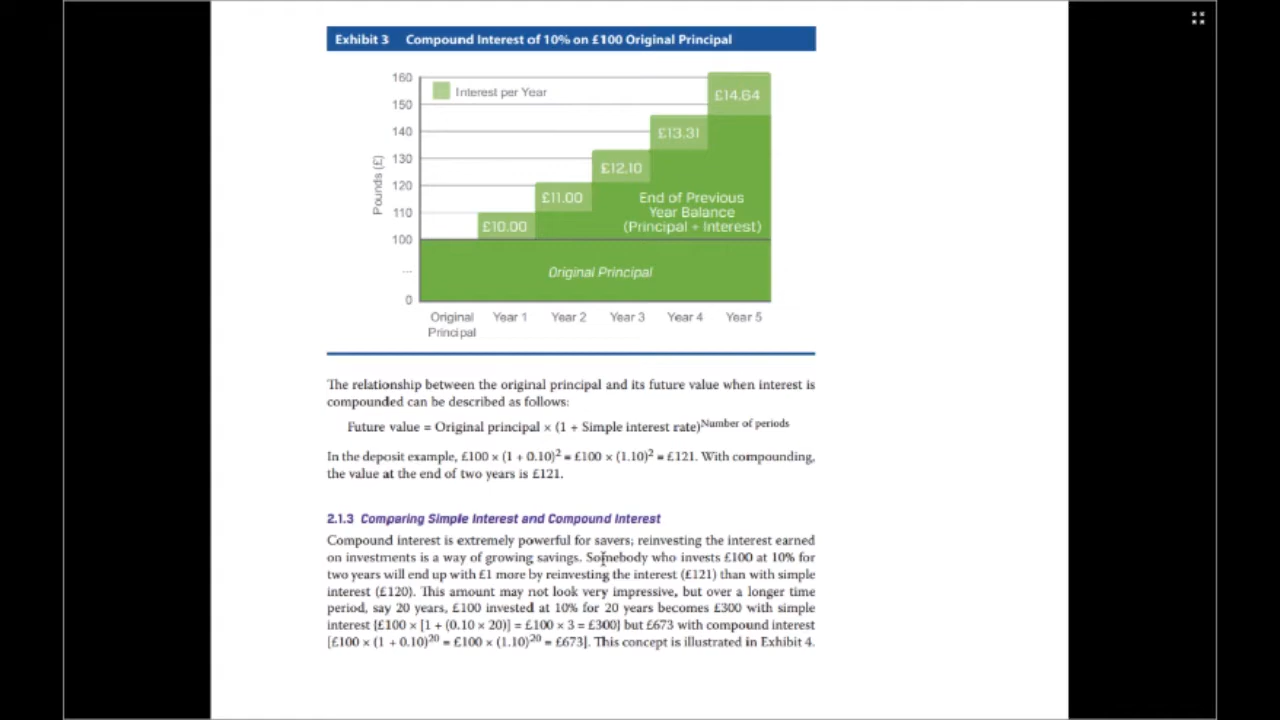 Exhibit 3 Compound Interest of 10% on £100 Original Principal
160
Interest per Year
£14.64
150
140
£13.31
130
£12.10
120
£11.00
End of Previous
Year Balance
(Principal + Interest)
110
£10.00
100
Pounds (£)
...
Original Principal
0
Original Principal
Year 1
Year 2
Year 3
Year 4
Year 5
The relationship between the original principal and its future value when interest is
compounded can be described as follows:
Future value = Original principal × (1 + Simple interest rate)^Number of periods
In the deposit example, £100 × (1 + 0.10)² = £100 × (1.10)² = £121. With compounding,
the value at the end of two years is £121.
2.1.3 Comparing Simple Interest and Compound Interest
Compound interest is extremely powerful for savers; reinvesting the interest earned
on investments is a way of growing savings. Somebody who invests £100 at 10% for
two years will end up with £1 more by reinvesting the interest (£121) than with simple
interest (£120). This amount may not look very impressive, but over a longer time
period, say 20 years, £100 invested at 10% for 20 years becomes £300 with simple
interest {£100 × [1 + (0.10 × 20)] = £100 × 3 = £300} but £673 with compound interest
[£100 × (1 + 0.10)²⁰ = £100 × (1.10)²⁰ = £673]. This concept is illustrated in Exhibit 4.